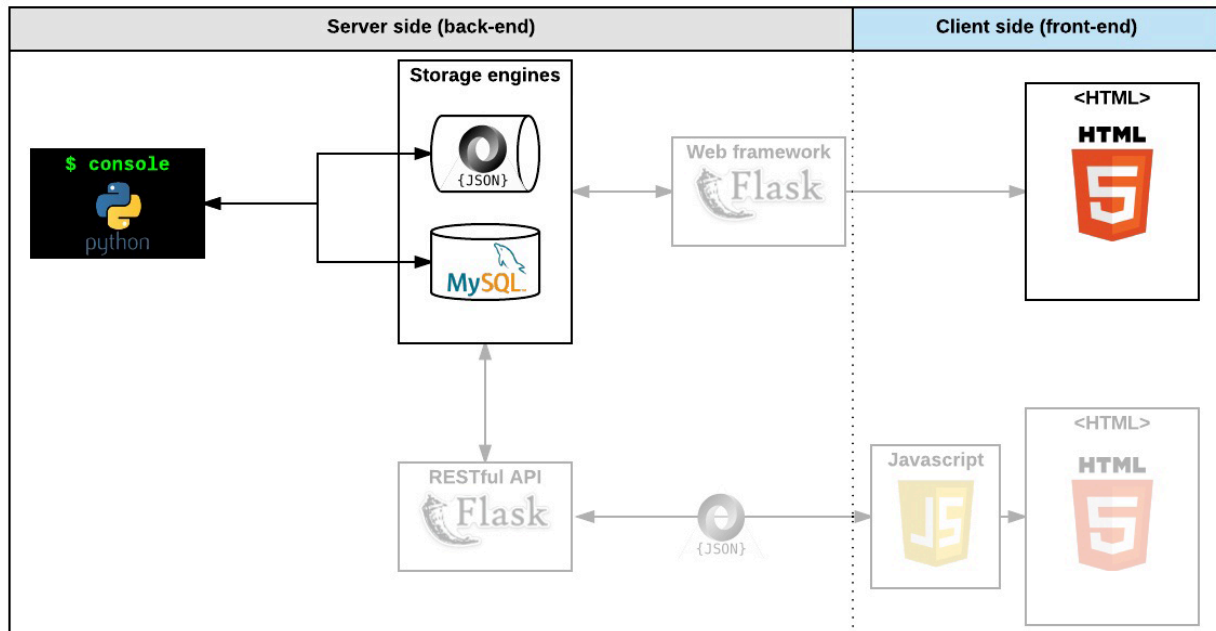 Server side (back-end)
Client side (front-end)
Storage engines
<HTML>
HTML
5
$ console
python
{JSON}
Web framework
Flask
MySQL™
<HTML>
HTML
5
RESTful API
Flask
{JSON}
Javascript
JS